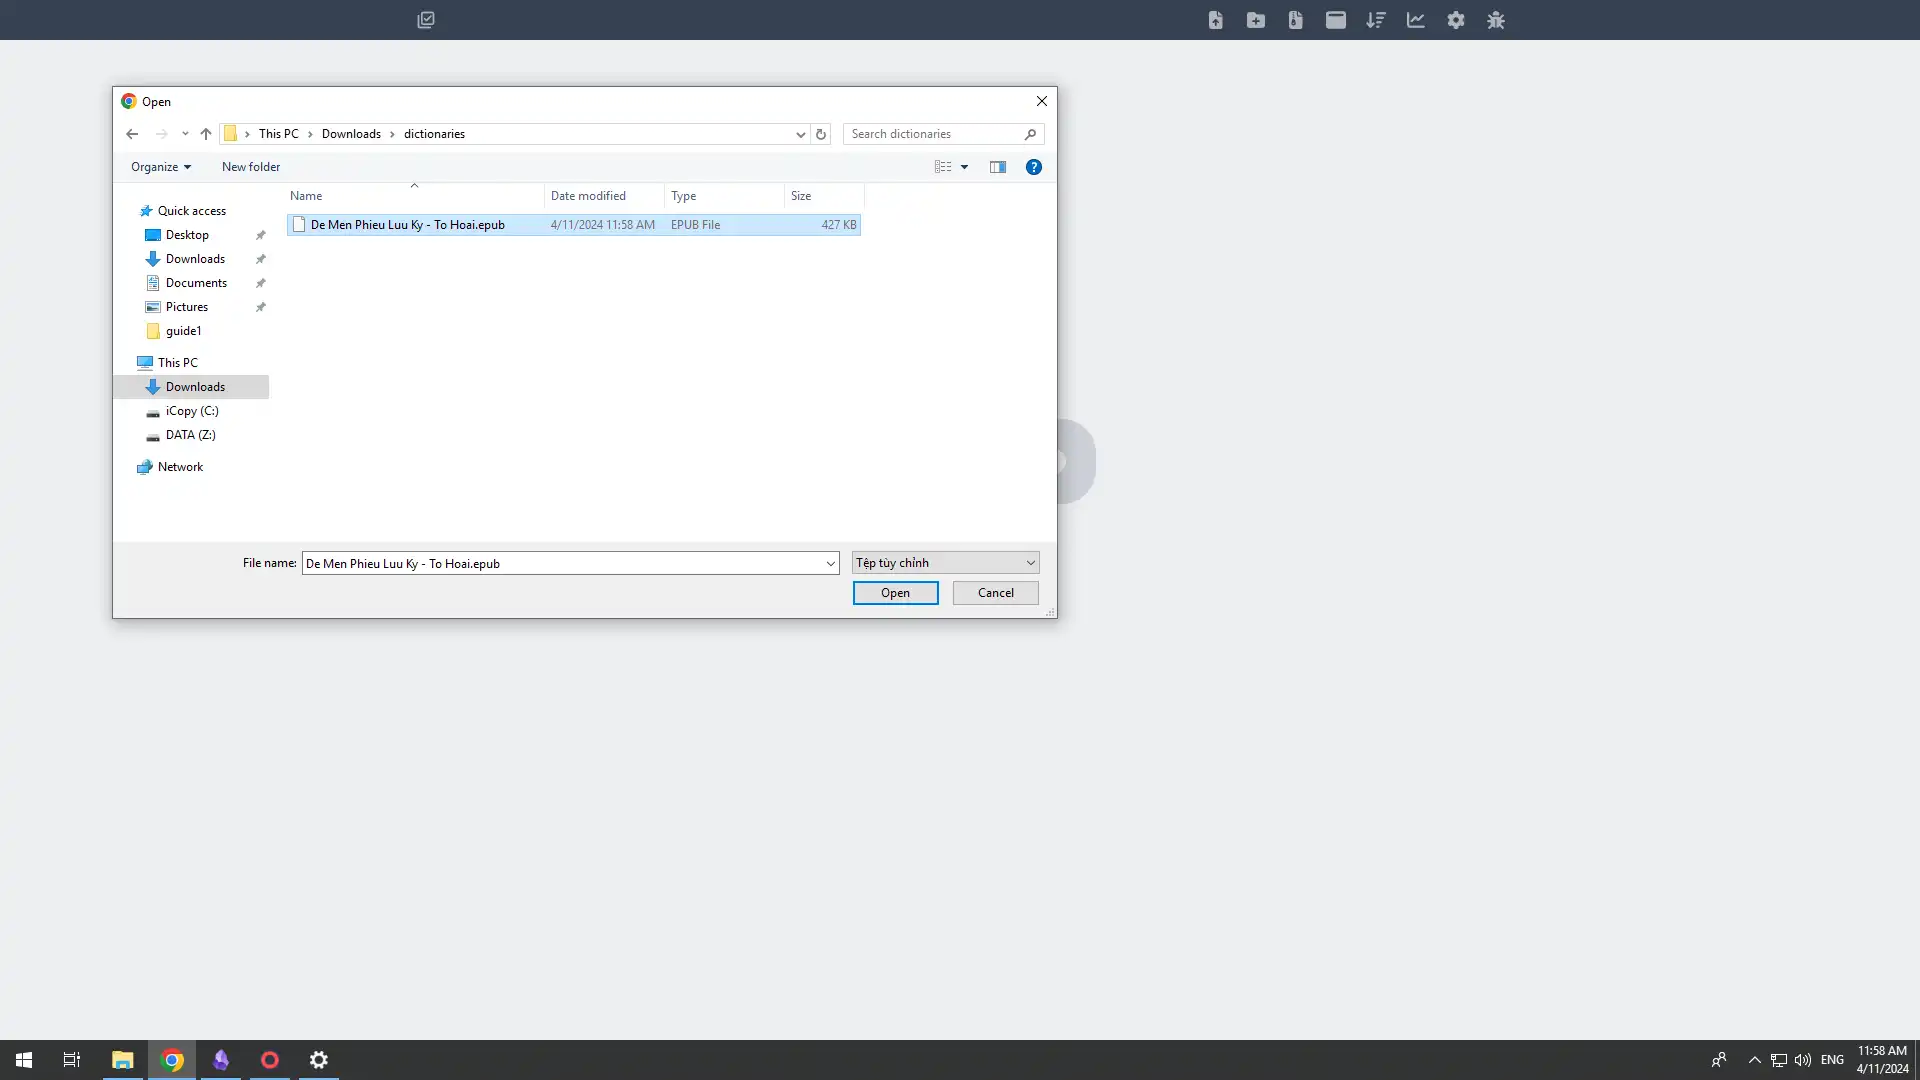 Open
This PC
Downloads
dictionaries
Search dictionaries
Organize
New folder
Name
Date modified
Type
Size
De Men Phieu Luu Ky - To Hoai.epub
4/11/2024 11:58 AM
EPUB File
427 KB
Quick access
Desktop
Downloads
Documents
Pictures
guide1
This PC
Downloads
iCopy (C:)
DATA (Z:)
Network
File name:
De Men Phieu Luu Ky - To Hoai.epub
Tệp tùy chỉnh
Open
Cancel
ENG
11:58 AM
4/11/2024